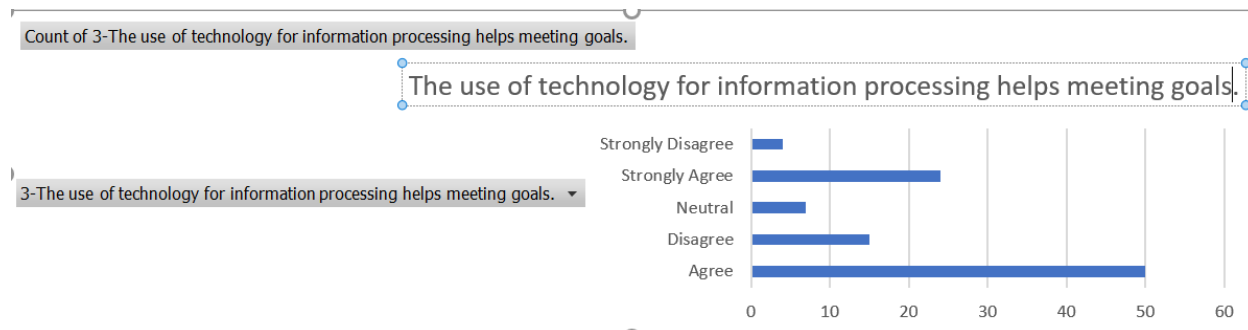 Count of 3-The use of technology for information processing helps meeting goals.
The use of technology for information processing helps meeting goals.
Strongly Disagree
Strongly Agree
3-The use of technology for information processing helps meeting goals.
Neutral
Disagree
Agree
0 10 20 30 40 50 60